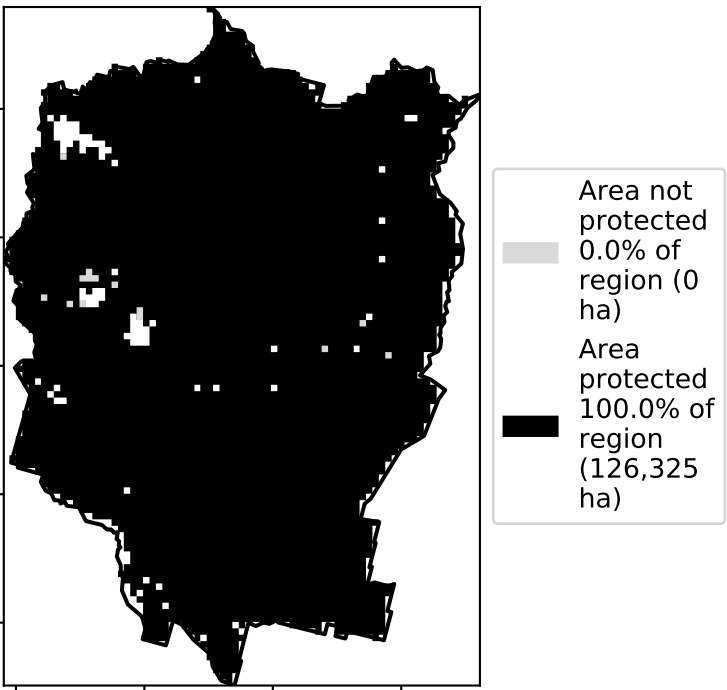 Area not
protected
0.0% of
region (0
ha)
Area
protected
100.0% of
region
(126,325
ha)